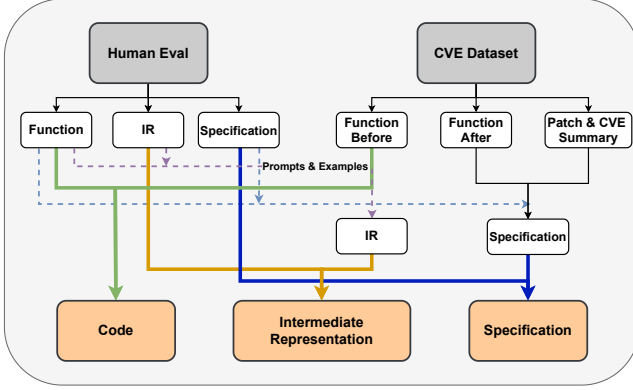 Human Eval
CVE Dataset
Function
IR
Specification
Function
Before
Function
After
Patch & CVE
Summary
Prompts & Examples
IR
Specification
Code
Intermediate
Representation
Specification